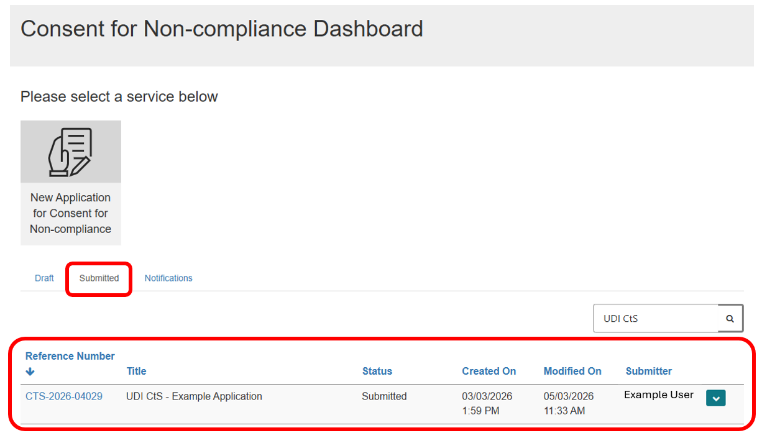 Consent for Non-compliance Dashboard
Please select a service below
New Application
for Consent for
Non-compliance
Draft Submitted Notifications
UDI CtS
Reference Number
Title Status Created On Modified On Submitter
CTS-2026-04029 UDI CtS - Example Application Submitted 03/03/2026 05/03/2026 Example User
1:59 PM 11:33 AM